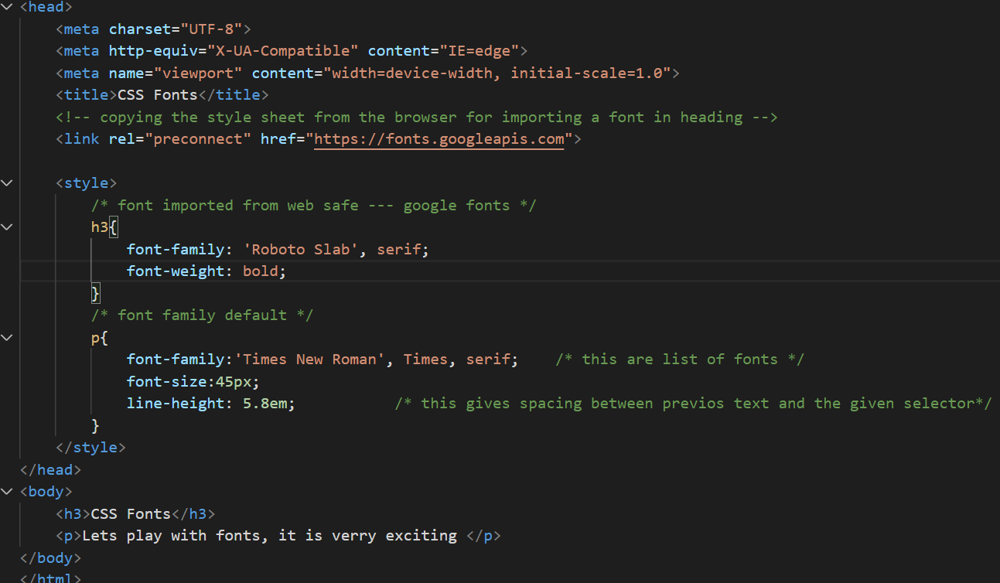 <head>
<meta charset="UTF-8">
<meta http-equiv="X-UA-Compatible" content="IE=edge">
<meta name="viewport" content="width=device-width, initial-scale=1.0">
<title>CSS Fonts</title>
<!-- copying the style sheet from the browser for importing a font in heading -->
<link rel="preconnect" href="https://fonts.googleapis.com">
<style>
/* font imported from web safe --- google fonts */
h3{
font-family: 'Roboto Slab', serif;
font-weight: bold;
}
/* font family default */
p{
font-family:'Times New Roman', Times, serif;    /* this are list of fonts */
font-size:45px;
line-height: 5.8em;           /* this gives spacing between previos text and the given selector*/
}
</style>
</head>
<body>
<h3>CSS Fonts</h3>
<p>Lets play with fonts, it is verry exciting </p>
</body>
</html>